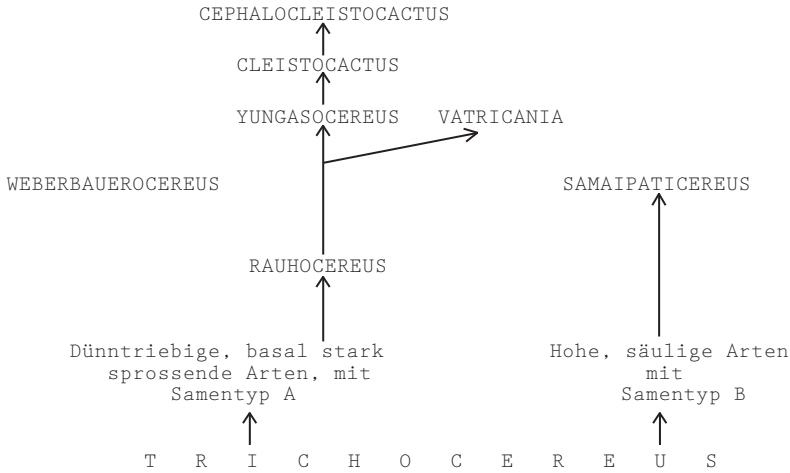 CEPHALOCLEISTOCACTUS
CLEISTOCACTUS
YUNGASOCEREUS VATRICANIA
WEBERBAUEROCEREUS SAMAIPATICEREUS
RAUHOCEREUS
Dünntriebige, basal stark
sprossende Arten, mit
Samentyp A
Hohe, säulige Arten
mit
Samentyp B
T R I C H O C E R E U S